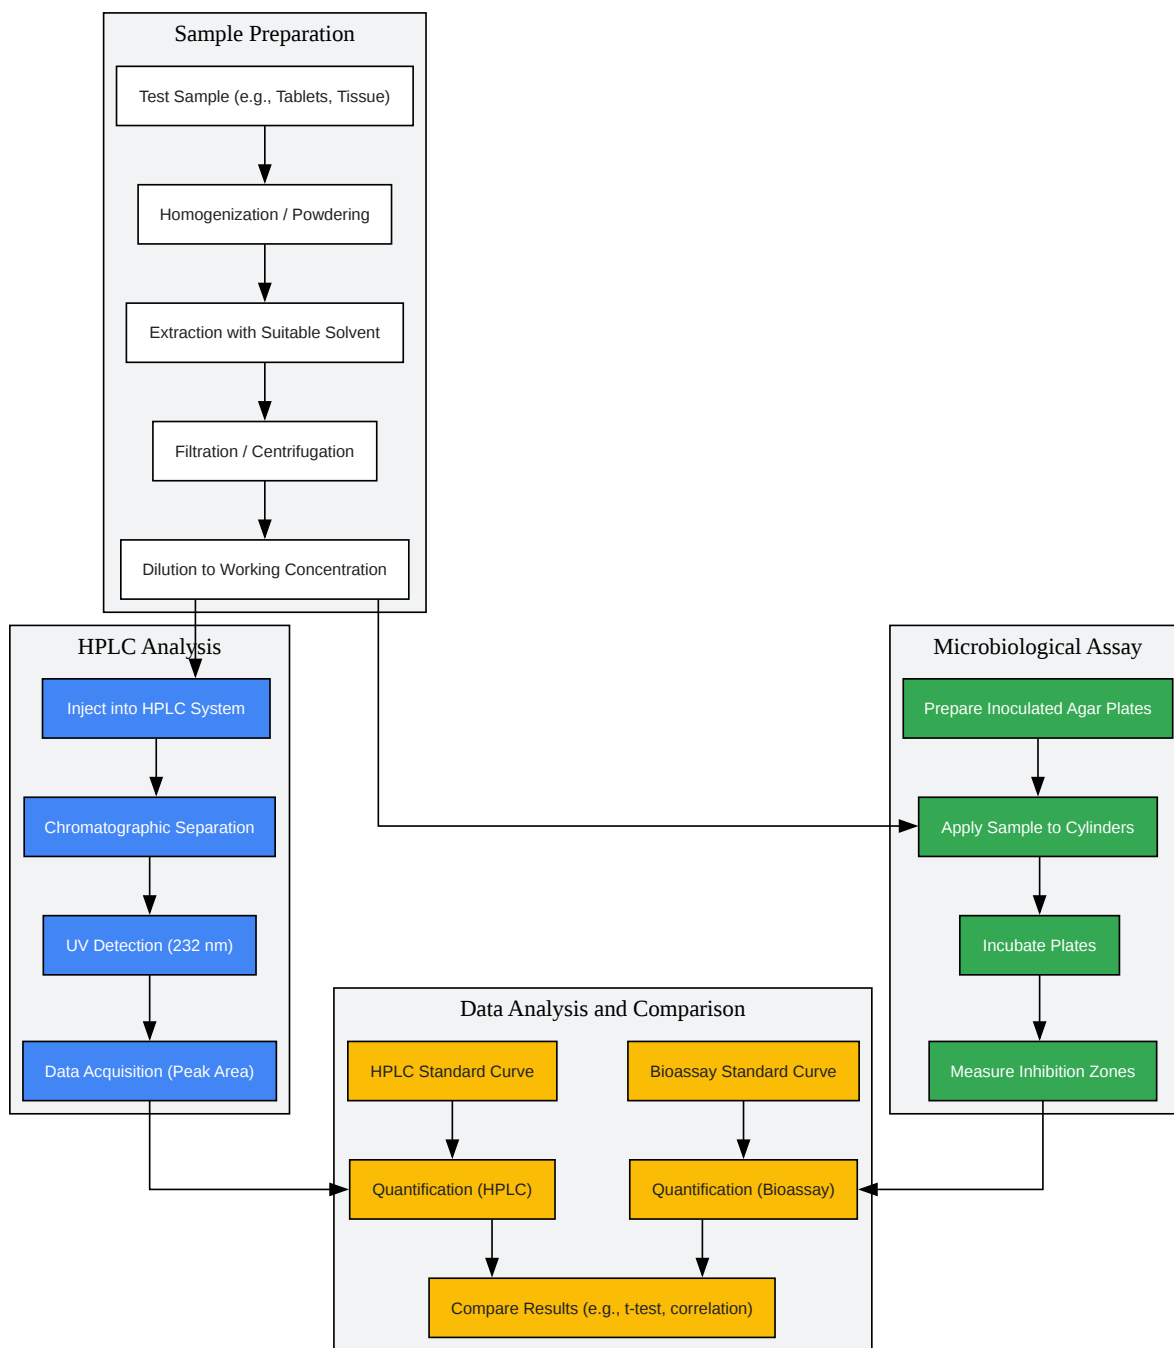 Sample Preparation
Test Sample (e.g., Tablets, Tissue)
Homogenization / Powdering
Extraction with Suitable Solvent
Filtration / Centrifugation
Dilution to Working Concentration
HPLC Analysis
Inject into HPLC System
Chromatographic Separation
UV Detection (232 nm)
Data Acquisition (Peak Area)
Microbiological Assay
Prepare Inoculated Agar Plates
Apply Sample to Cylinders
Incubate Plates
Measure Inhibition Zones
Data Analysis and Comparison
HPLC Standard Curve
Bioassay Standard Curve
Quantification (HPLC)
Quantification (Bioassay)
Compare Results (e.g., t-test, correlation)